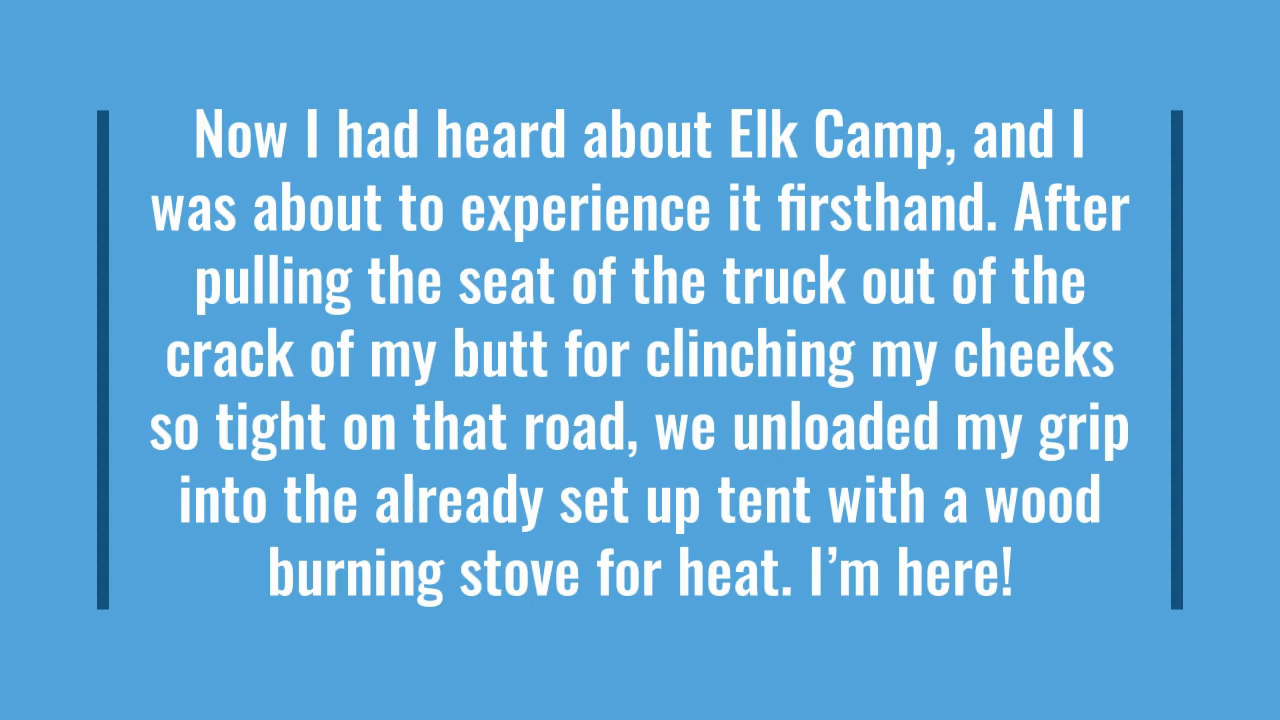 Now I had heard about Elk Camp, and I
was about to experience it firsthand. After
pulling the seat of the truck out of the
crack of my butt for clinching my cheeks
so tight on that road, we unloaded my grip
into the already set up tent with a wood
burning stove for heat. I’m here!